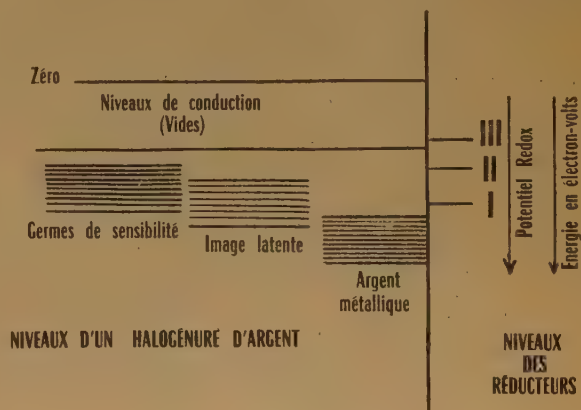 Zéro
Niveaux de conduction
(Vides)
Germes de sensibilité
Image latente
Argent
métallique
NIVEAUX D'UN HALOGÉNURE D'ARGENT
III
II
I
Potentiel Redox
Energie en électron-volts
NIVEAUX
DES
RÉDUCTEURS